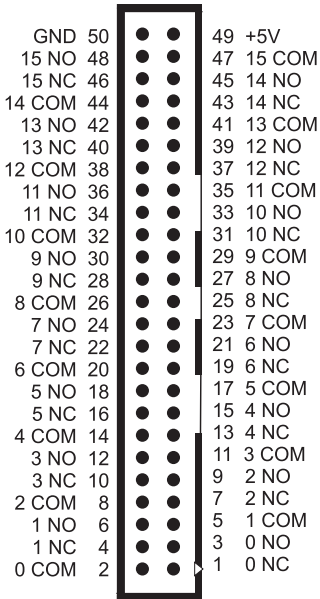 GND 50 49 +5V
15 NO 48 47 15 COM
15 NC 46 45 14 NO
14 COM 44 43 14 NC
13 NO 42 41 13 COM
13 NC 40 39 12 NO
12 COM 38 37 12 NC
11 NO 36 35 11 COM
11 NC 34 33 10 NO
10 COM 32 31 10 NC
9 NO 30 29 9 COM
9 NC 28 27 8 NO
8 COM 26 25 8 NC
7 NO 24 23 7 COM
7 NC 22 21 6 NO
6 COM 20 19 6 NC
5 NO 18 17 5 COM
5 NC 16 15 4 NO
4 COM 14 13 4 NC
3 NO 12 11 3 COM
3 NC 10 9 2 NO
2 COM 8 7 2 NC
1 NO 6 5 1 COM
1 NC 4 3 0 NO
0 COM 2 1 0 NC